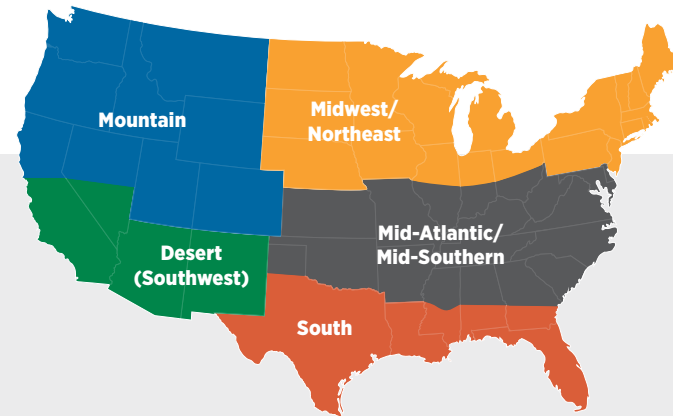 Mountain
Midwest/
Northeast
Mid-Atlantic/
Mid-Southern
Desert
(Southwest)
South